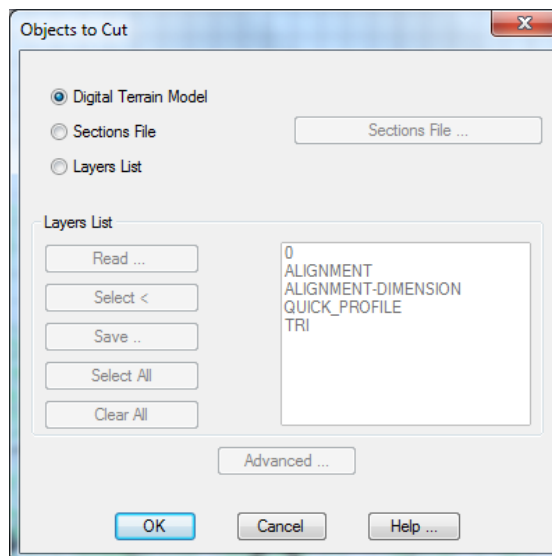 Objects to Cut
Digital Terrain Model
Sections File
Sections File ...
Layers List
Layers List
Read ...
Select <
Save ..
Select All
Clear All
0
ALIGNMENT
ALIGNMENT-DIMENSION
QUICK_PROFILE
TRI
Advanced ...
OK
Cancel
Help ...